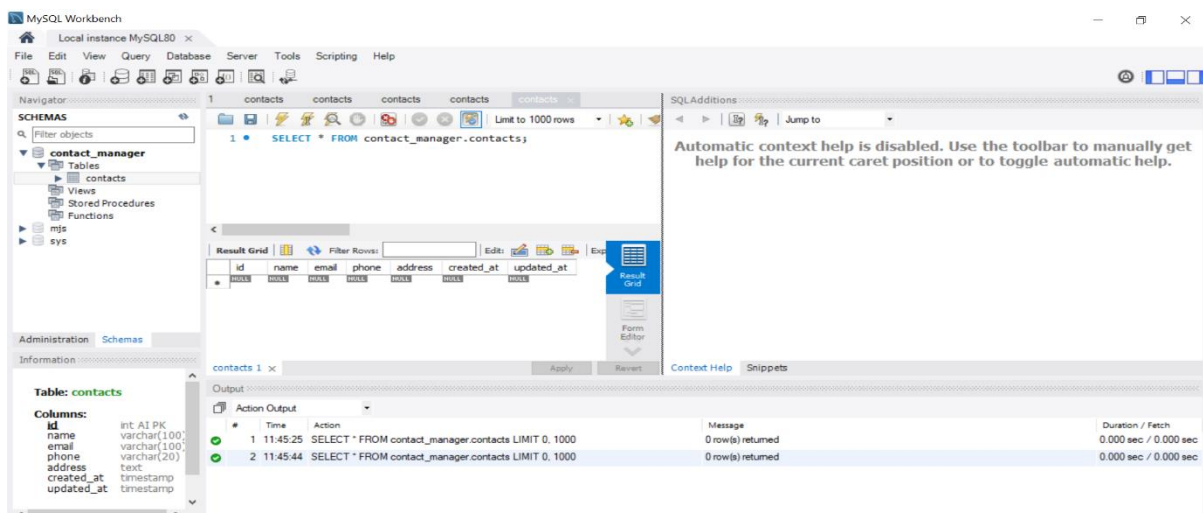 MySQL Workbench
Local instance MySQL80
File Edit View Query Database Server Tools Scripting Help
Navigator
SCHEMAS
Filter objects
contact_manager
Tables
contacts
Views
Stored Procedures
Functions
mjs
sys
Administration Schemas
Information
Table: contacts
Columns:
id int AI PK
name varchar(100)
email varchar(100)
phone varchar(20)
address text
created_at timestamp
updated_at timestamp
1 contacts contacts contacts contacts contacts
Limit to 1000 rows
1 SELECT * FROM contact_manager.contacts;
Result Grid Filter Rows: Edit: Exp
id name email phone address created_at updated_at
NULL NULL NULL NULL NULL NULL NULL
Result Grid
Form Editor
contacts 1 Apply Revert
SQLAdditions
Jump to
Automatic context help is disabled. Use the toolbar to manually get
help for the current caret position or to toggle automatic help.
Context Help Snippets
Output
Action Output
# Time Action Message Duration / Fetch
1 11:45:25 SELECT * FROM contact_manager.contacts LIMIT 0, 1000 0 row(s) returned 0.000 sec / 0.000 sec
2 11:45:44 SELECT * FROM contact_manager.contacts LIMIT 0, 1000 0 row(s) returned 0.000 sec / 0.000 sec